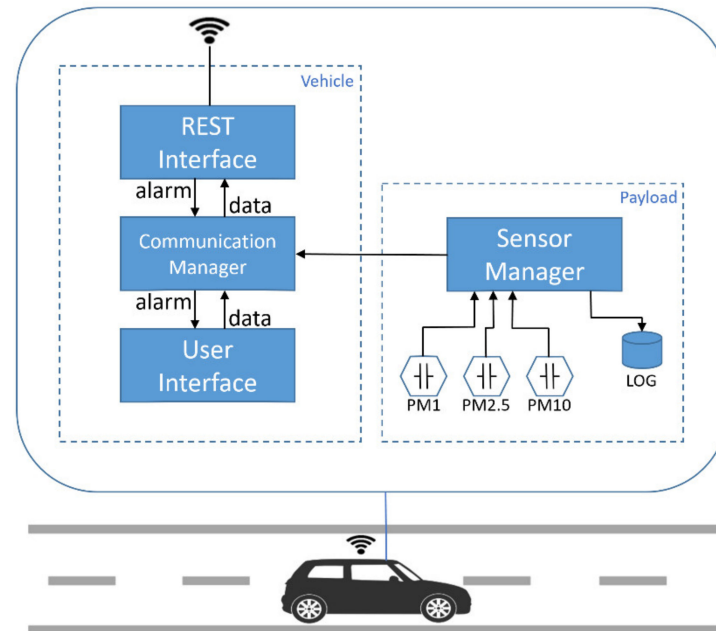 Vehicle
REST
Interface
alarm
data
Communication
Manager
alarm
data
User
Interface
Payload
Sensor
Manager
PM1
PM2.5
PM10
LOG